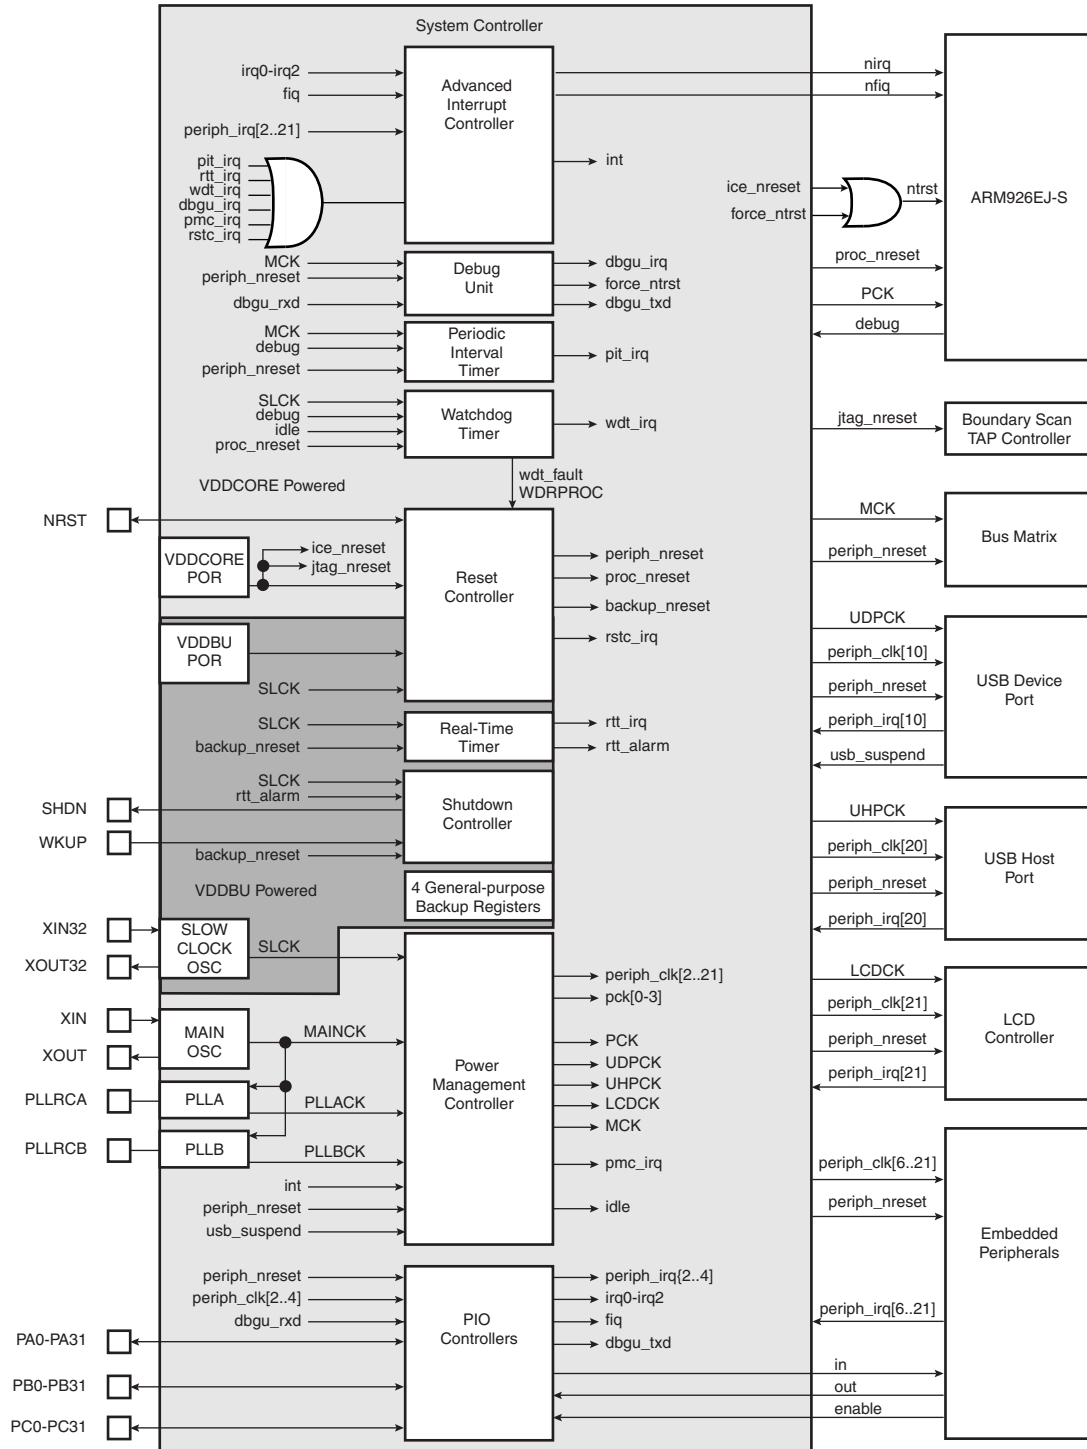 System Controller
irq0-irq2
fiq
periph_irq[2..21]
pit_irq
rtt_irq
wdt_irq
dbgu_irq
pmc_irq
rstc_irq
Advanced
Interrupt
Controller
int
nirq
nfiq
ice_nreset
force_ntrst
ntrst
ARM926EJ-S
proc_nreset
PCK
debug
MCK
periph_nreset
dbgu_rxd
Debug
Unit
dbgu_irq
force_ntrst
dbgu_txd
MCK
debug
periph_nreset
Periodic
Interval
Timer
pit_irq
SLCK
debug
idle
proc_nreset
Watchdog
Timer
wdt_irq
wdt_fault
WDRPROC
VDDCORE Powered
jtag_nreset
Boundary Scan
TAP Controller
NRST
VDDCORE
POR
ice_nreset
jtag_nreset
Reset
Controller
periph_nreset
proc_nreset
backup_nreset
rstc_irq
MCK
periph_nreset
Bus Matrix
VDDBU
POR
SLCK
UDPCK
periph_clk[10]
periph_nreset
periph_irq[10]
usb_suspend
USB Device
Port
SLCK
backup_nreset
Real-Time
Timer
rtt_irq
rtt_alarm
SHDN
WKUP
SLCK
rtt_alarm
backup_nreset
Shutdown
Controller
VDDBU Powered
4 General-purpose
Backup Registers
UHPCK
periph_clk[20]
periph_nreset
periph_irq[20]
USB Host
Port
XIN32
XOUT32
SLOW
CLOCK
OSC
SLCK
XIN
XOUT
MAIN
OSC
MAINCK
PLLRCA
PLLA
PLLACK
PLLRCB
PLLB
PLLBCK
int
periph_nreset
usb_suspend
Power
Management
Controller
periph_clk[2..21]
pck[0-3]
PCK
UDPCK
UHPCK
LCDCK
MCK
pmc_irq
idle
LCDCK
periph_clk[21]
periph_nreset
periph_irq[21]
LCD
Controller
periph_clk[6..21]
periph_nreset
periph_irq[6..21]
in
out
enable
Embedded
Peripherals
periph_nreset
periph_clk[2..4]
dbgu_rxd
PA0-PA31
PB0-PB31
PC0-PC31
PIO
Controllers
periph_irq{2..4]
irq0-irq2
fiq
dbgu_txd